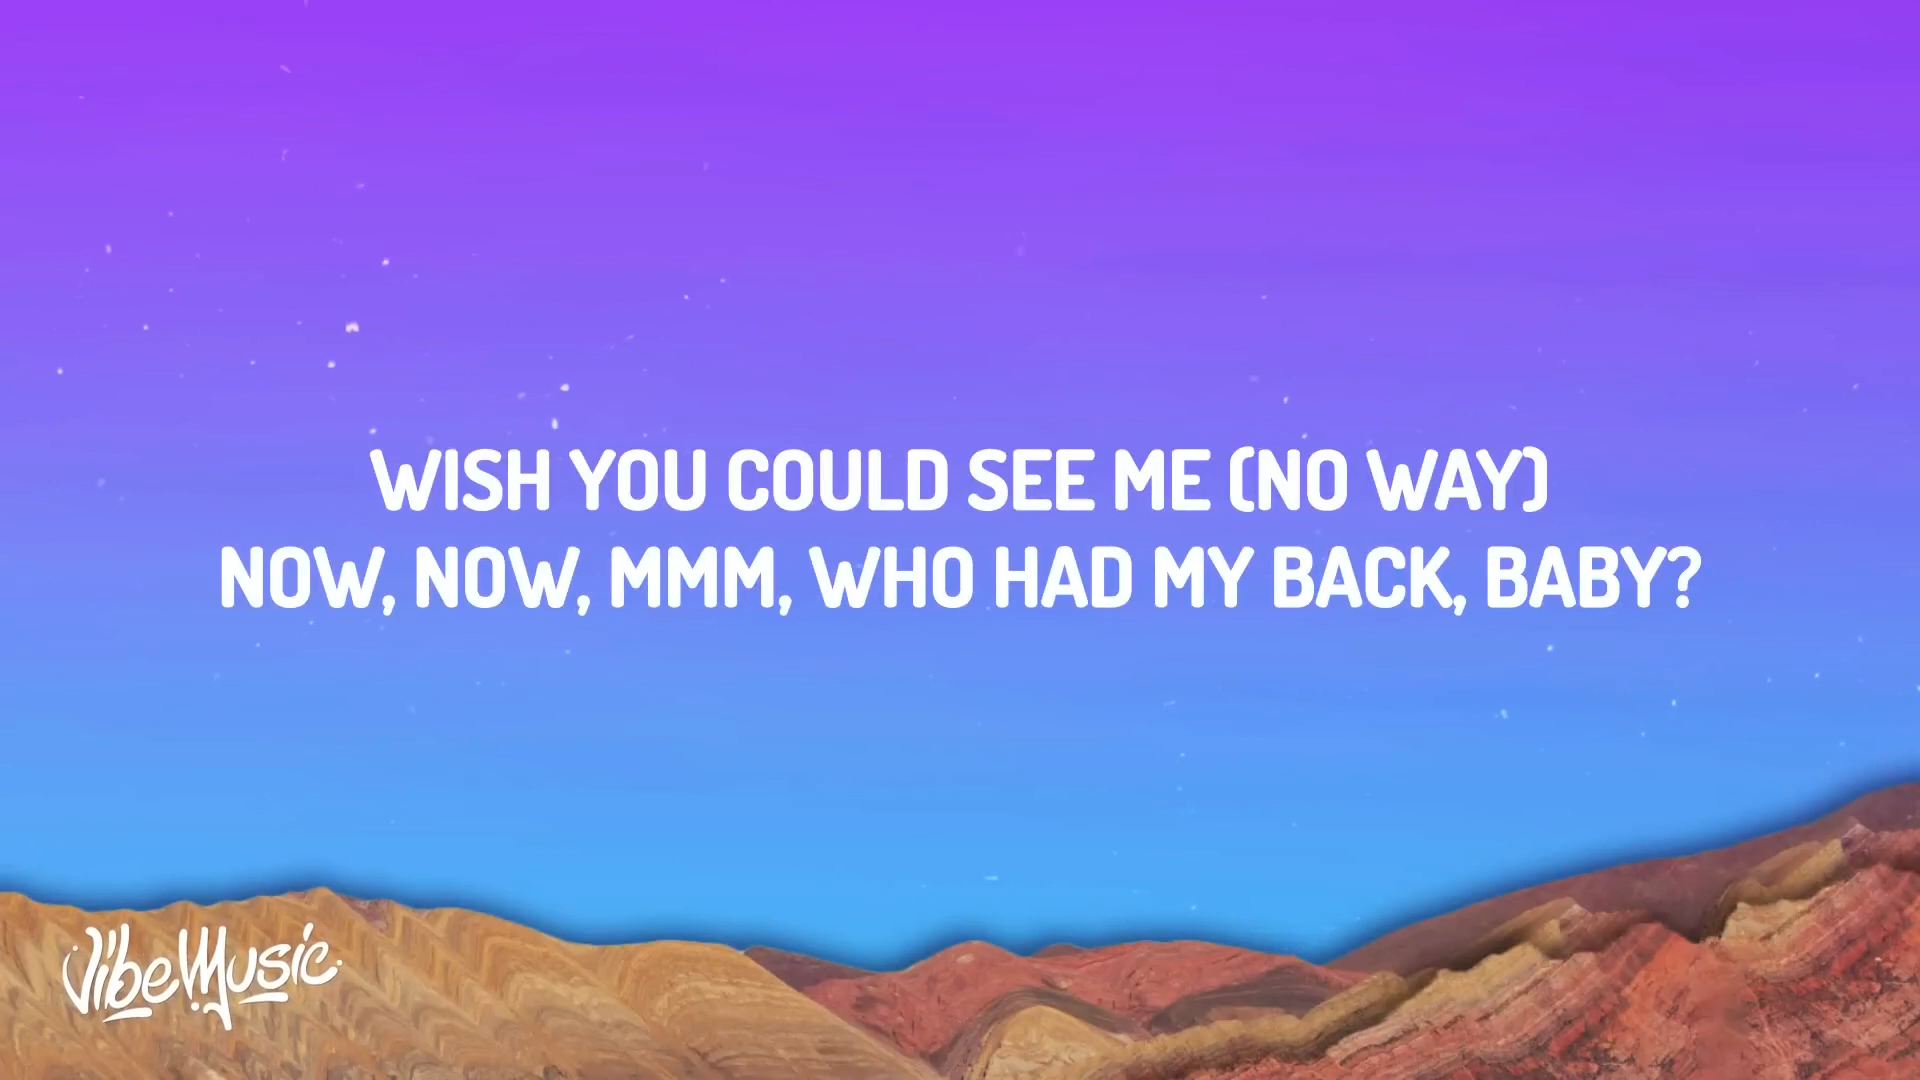 WISH YOU COULD SEE ME (NO WAY)
NOW, NOW, MMM, WHO HAD MY BACK, BABY?
VibeMusic